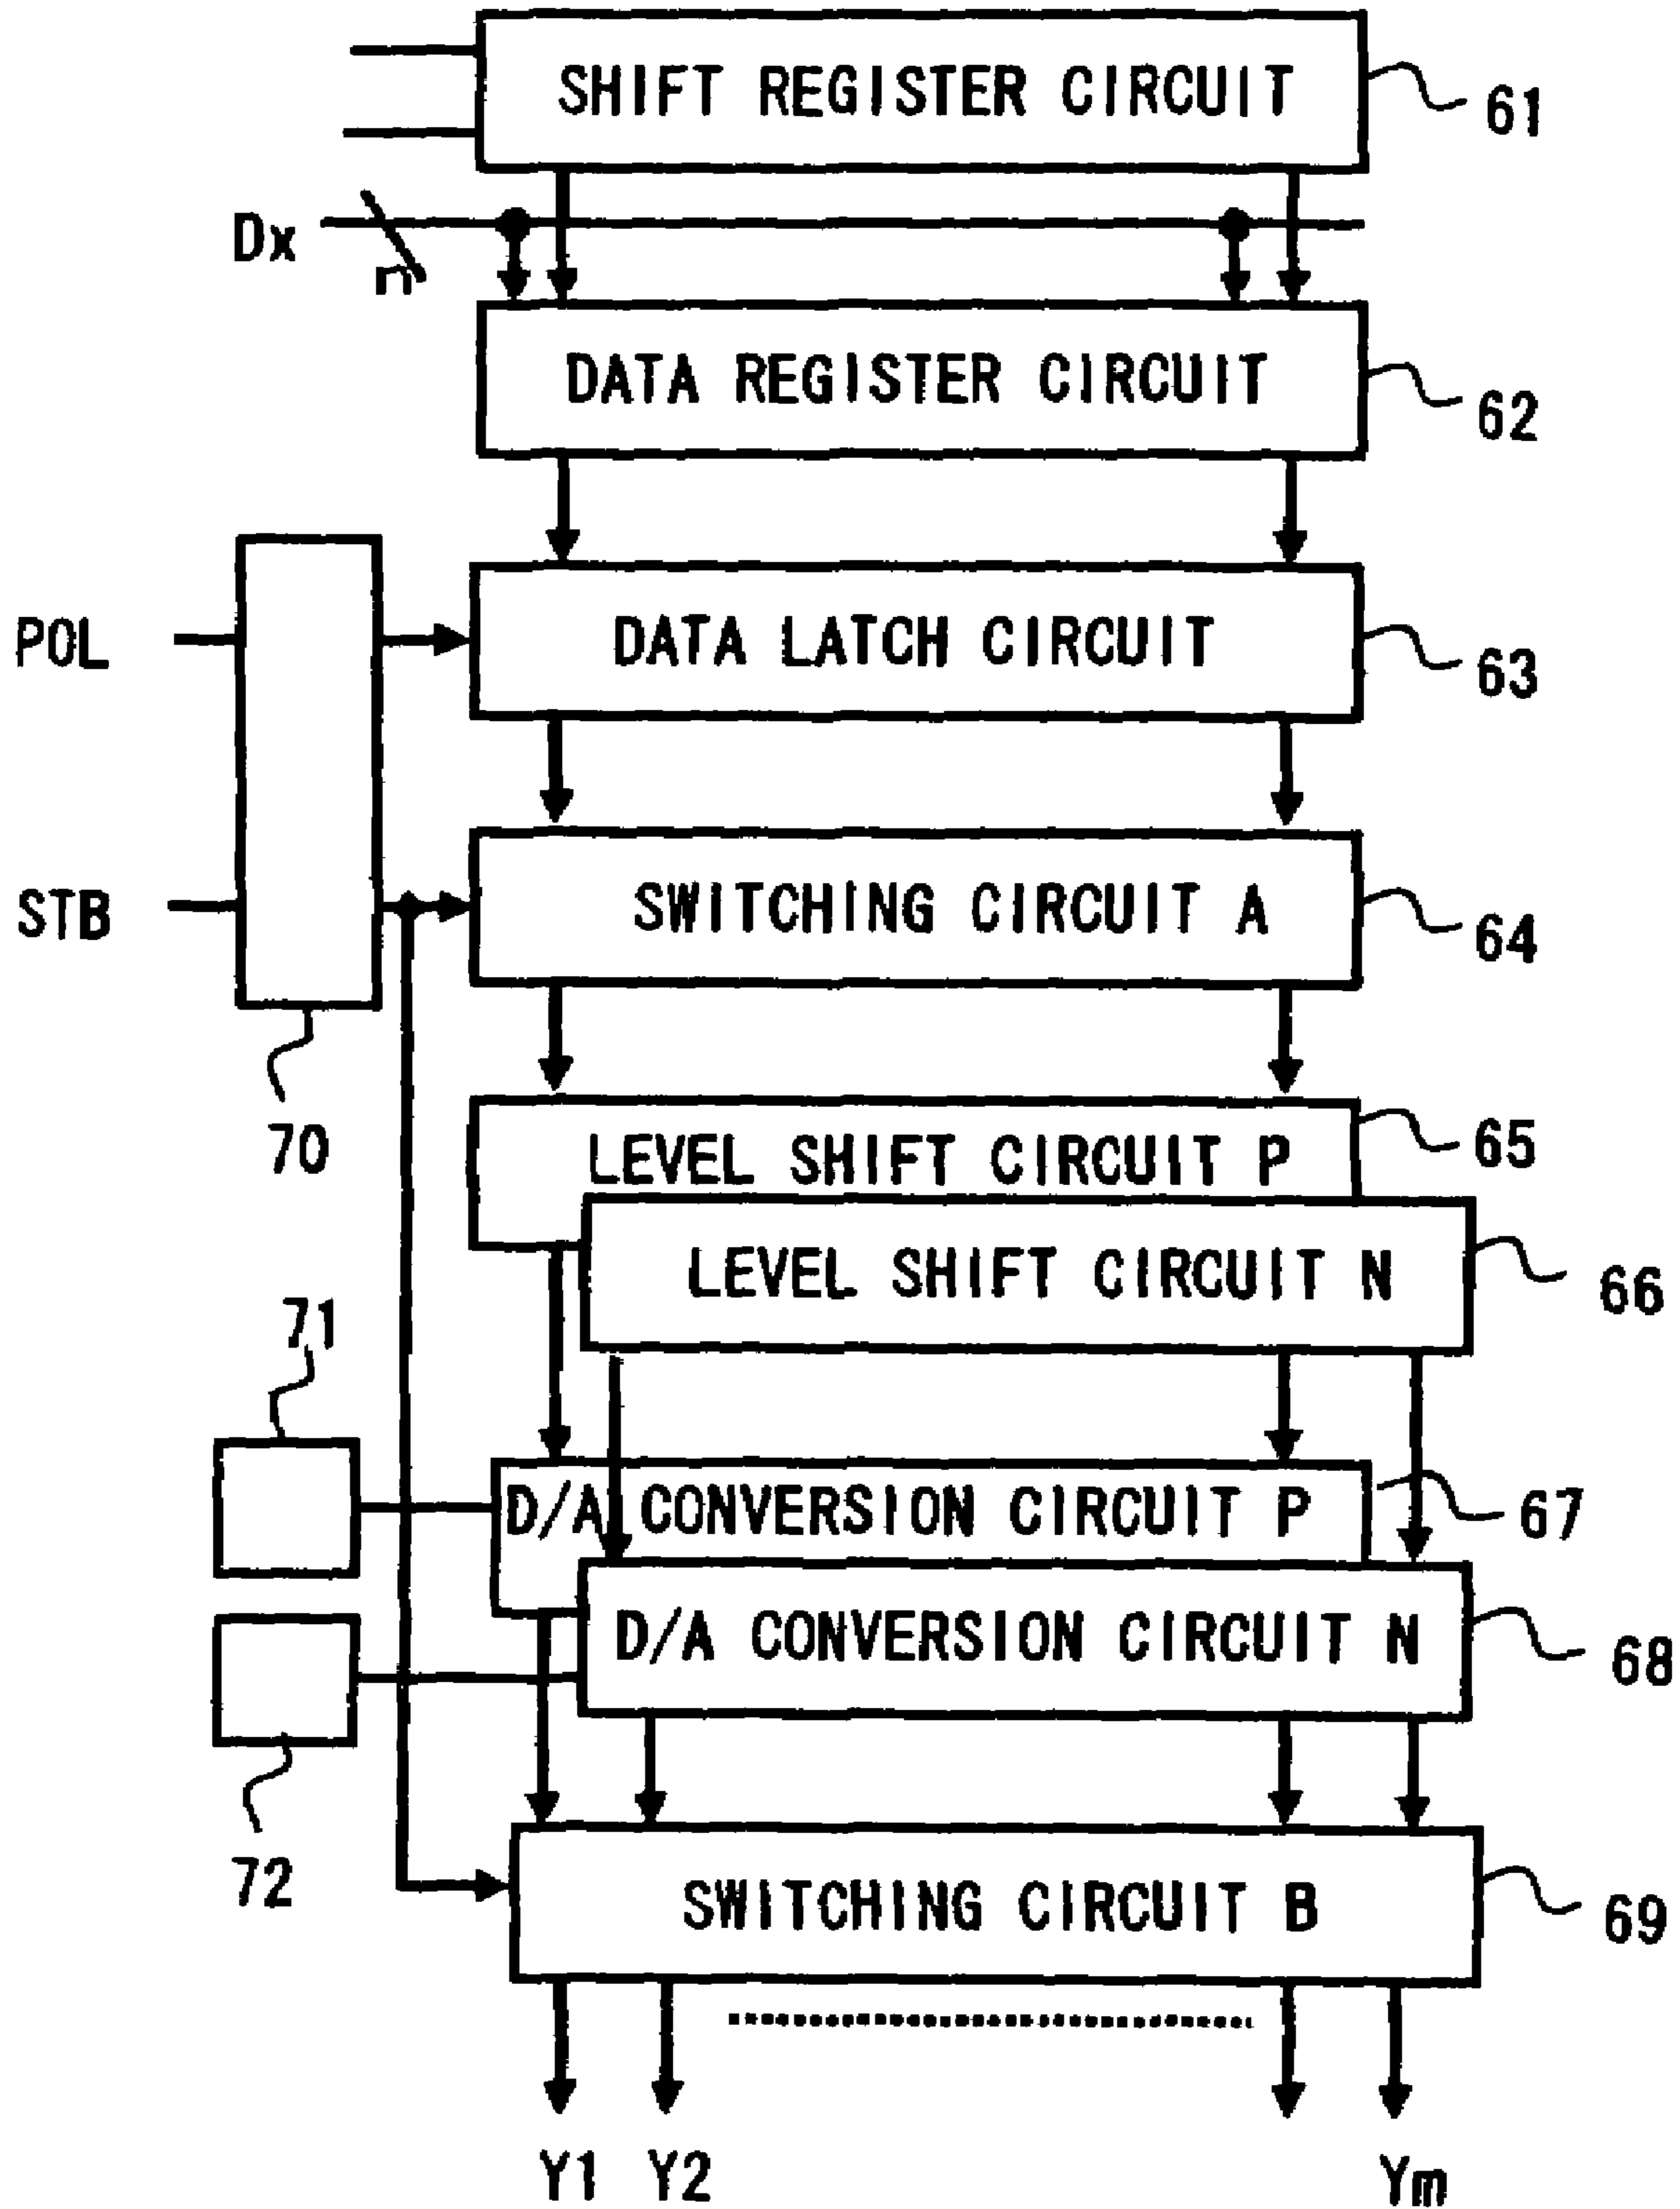 SHIFT REGISTER CIRCUIT
61
Dx
n
DATA REGISTER CIRCUIT
62
POL
DATA LATCH CIRCUIT
63
STB
SWITCHING CIRCUIT A
64
70
LEVEL SHIFT CIRCUIT P
65
LEVEL SHIFT CIRCUIT N
66
71
D/A CONVERSION CIRCUIT P
67
D/A CONVERSION CIRCUIT N
68
72
SWITCHING CIRCUIT B
69
Y1 Y2 Ym